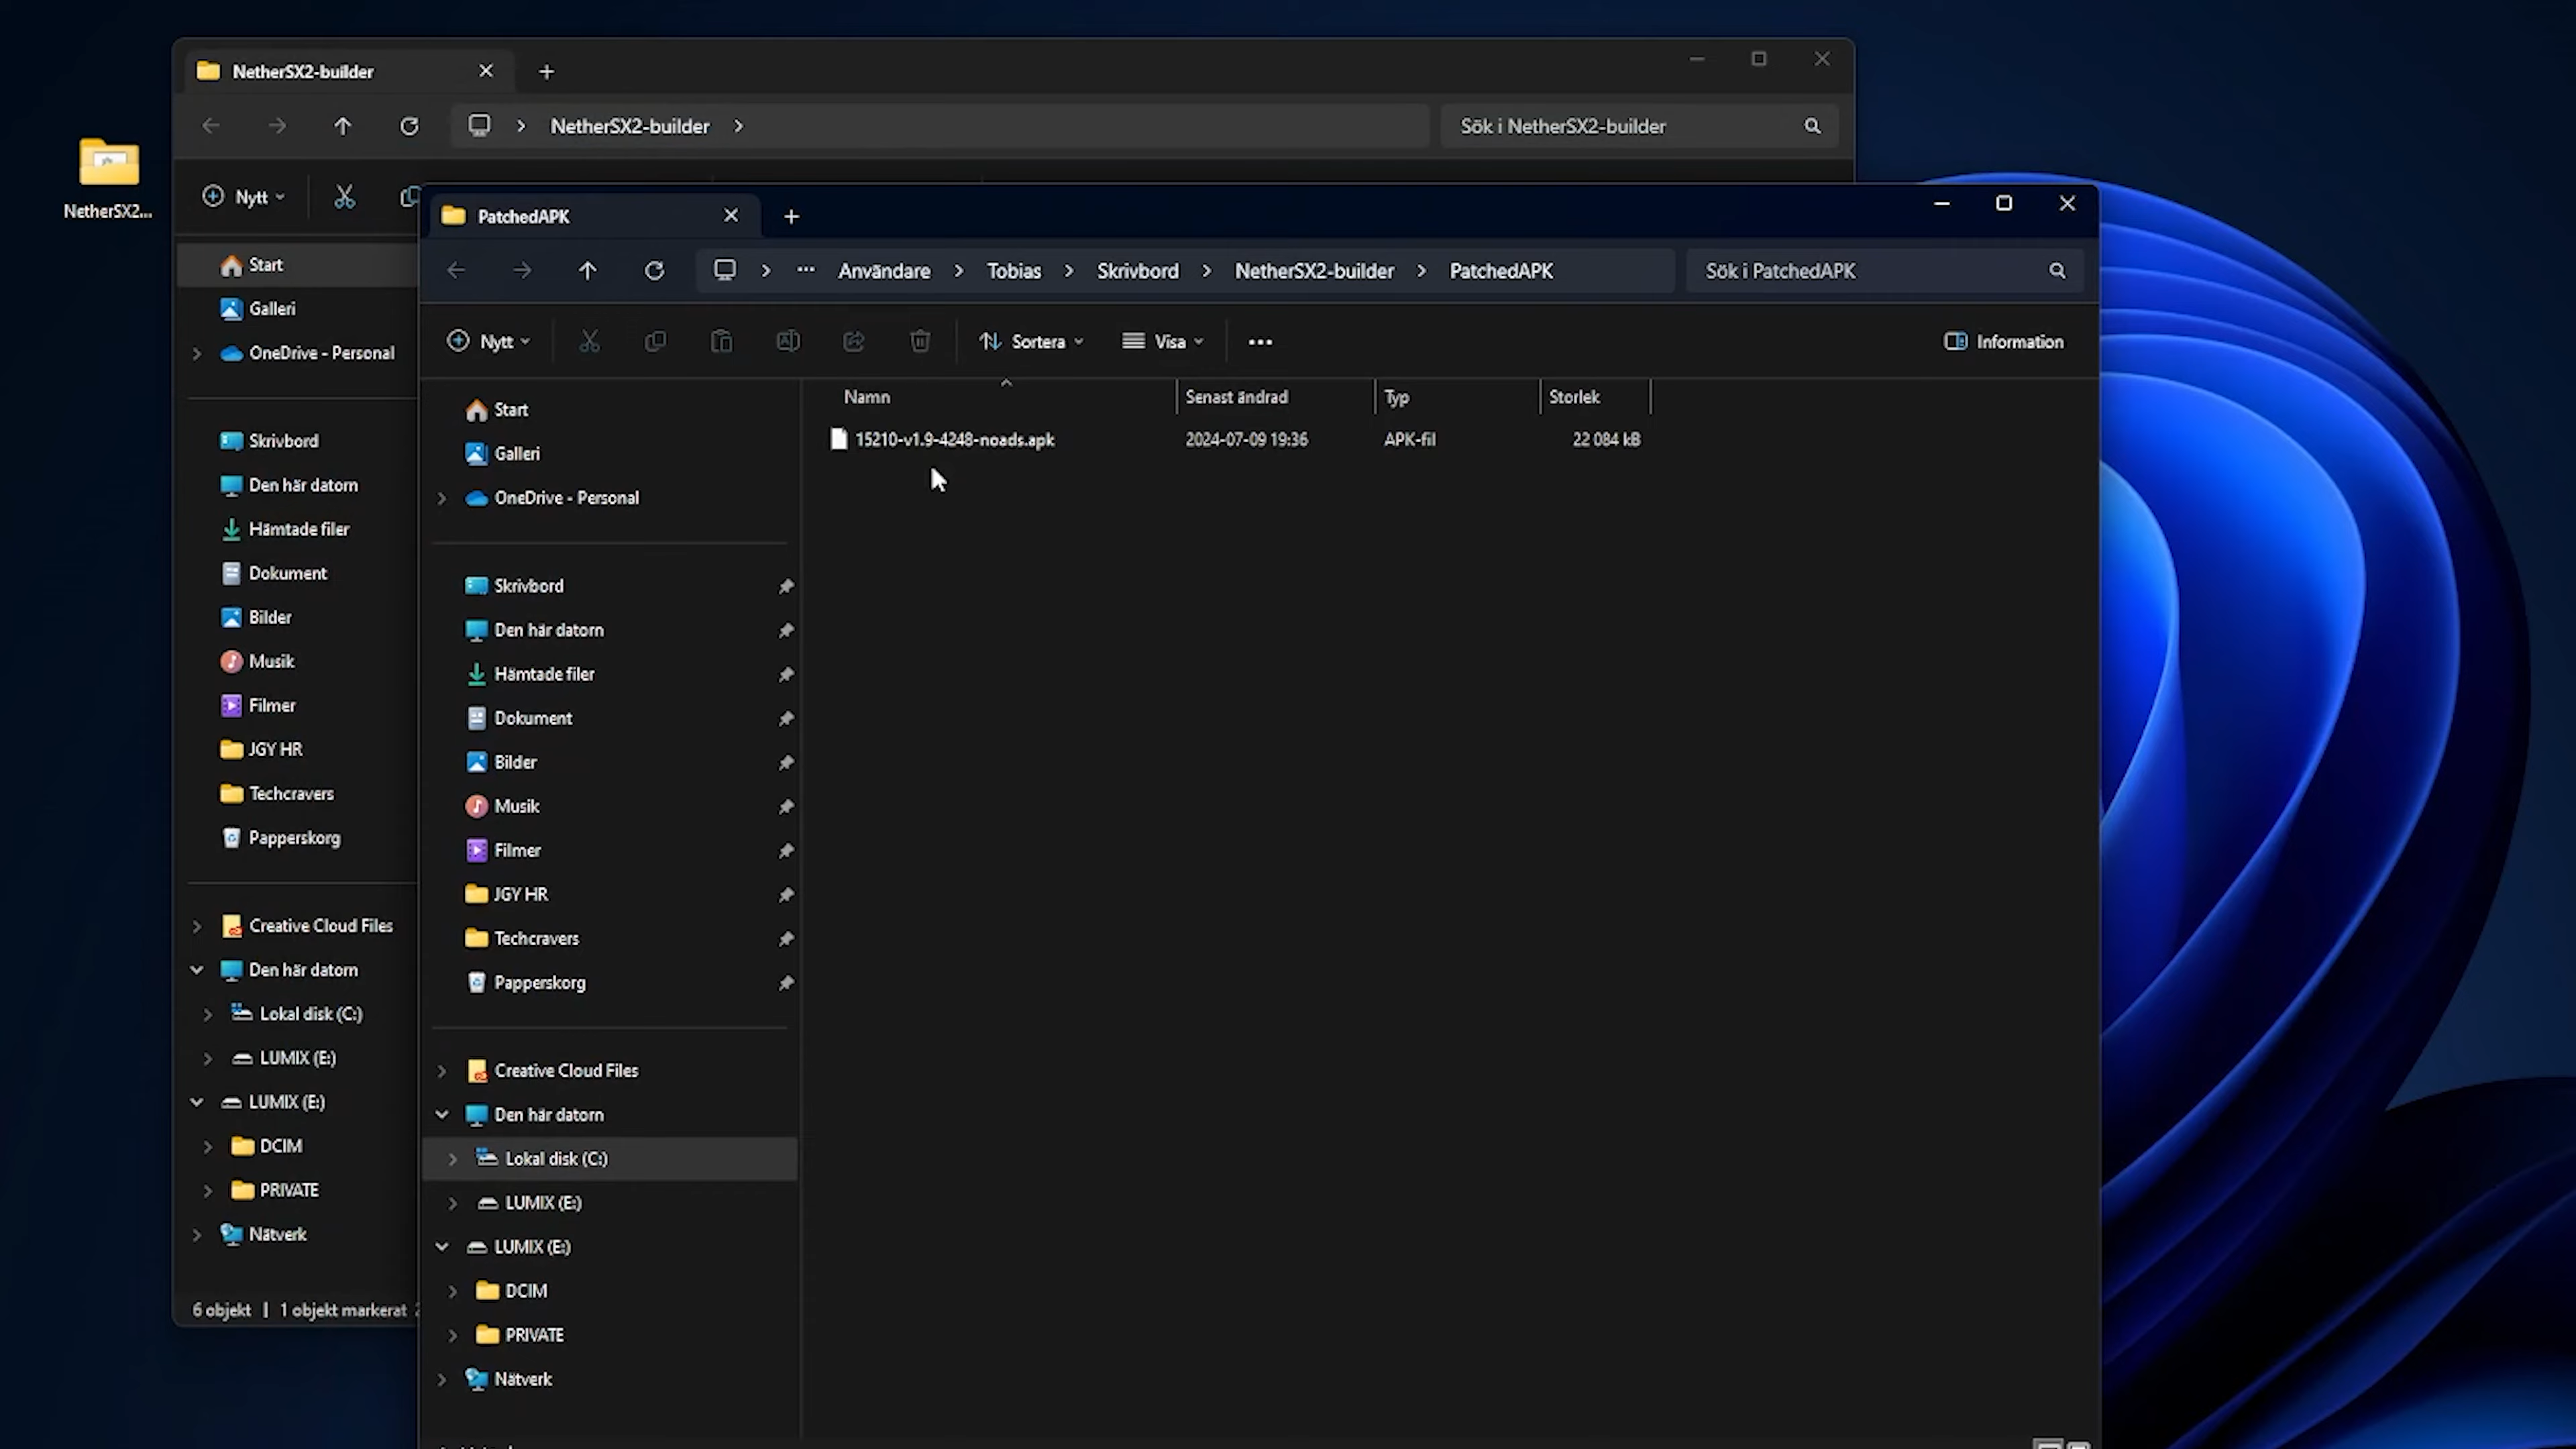 NetherSX2-builder
NetherSX2-builder
Sök i NetherSX2-builder
NetherSX2...
Nytt
Start
Galleri
OneDrive - Personal
Skrivbord
Den här datorn
Hämtade filer
Dokument
Bilder
Musik
Filmer
JGY HR
Techcravers
Papperskorg
Creative Cloud Files
Den här datorn
Lokal disk (C:)
LUMIX (E:)
LUMIX (E:)
DCIM
PRIVATE
Nätverk
6 objekt | 1 objekt markerat
PatchedAPK
... Användare > Tobias > Skrivbord > NetherSX2-builder > PatchedAPK
Sök i PatchedAPK
Nytt
Sortera
Visa
Information
Start
Galleri
OneDrive - Personal
Skrivbord
Den här datorn
Hämtade filer
Dokument
Bilder
Musik
Filmer
JGY HR
Techcravers
Papperskorg
Creative Cloud Files
Den här datorn
Lokal disk (C:)
LUMIX (E:)
LUMIX (E:)
DCIM
PRIVATE
Nätverk
Namn Senast ändrad Typ Storlek
15210-v1.9-4248-noads.apk 2024-07-09 19:36 APK-fil 22 084 kB